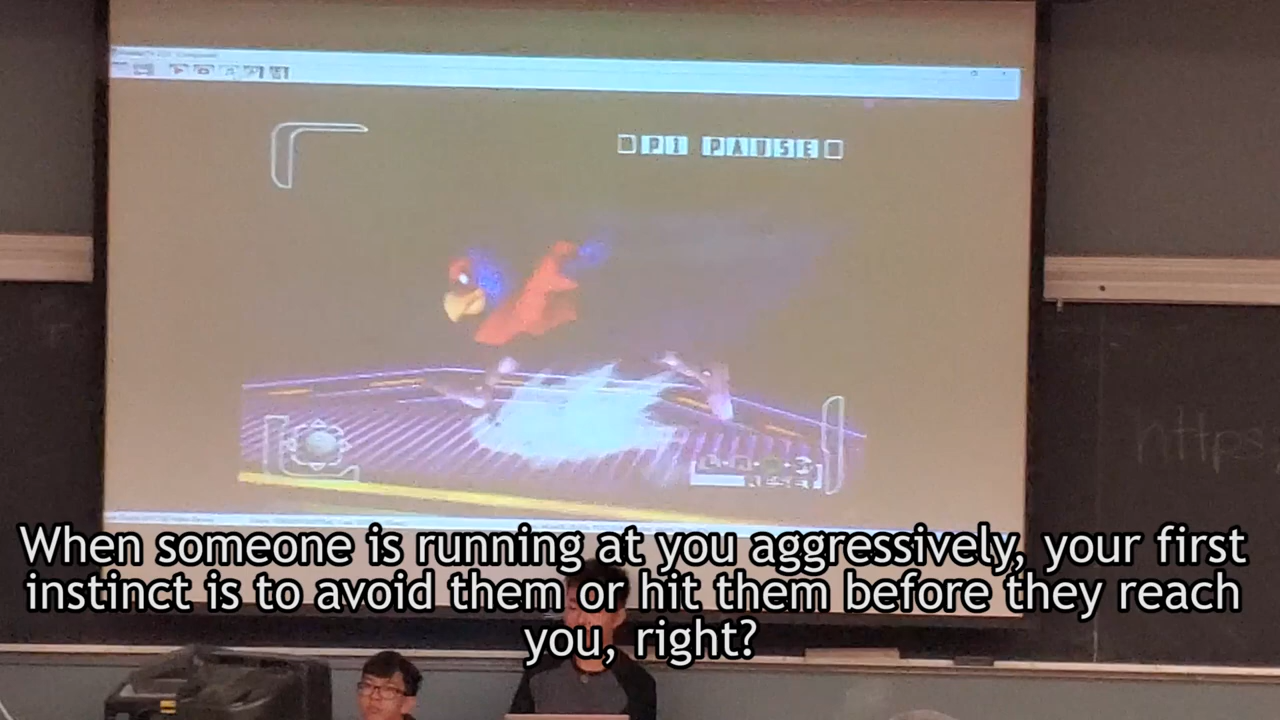 P1 PAUSE
https
When someone is running at you aggressively, your first
instinct is to avoid them or hit them before they reach
you, right?